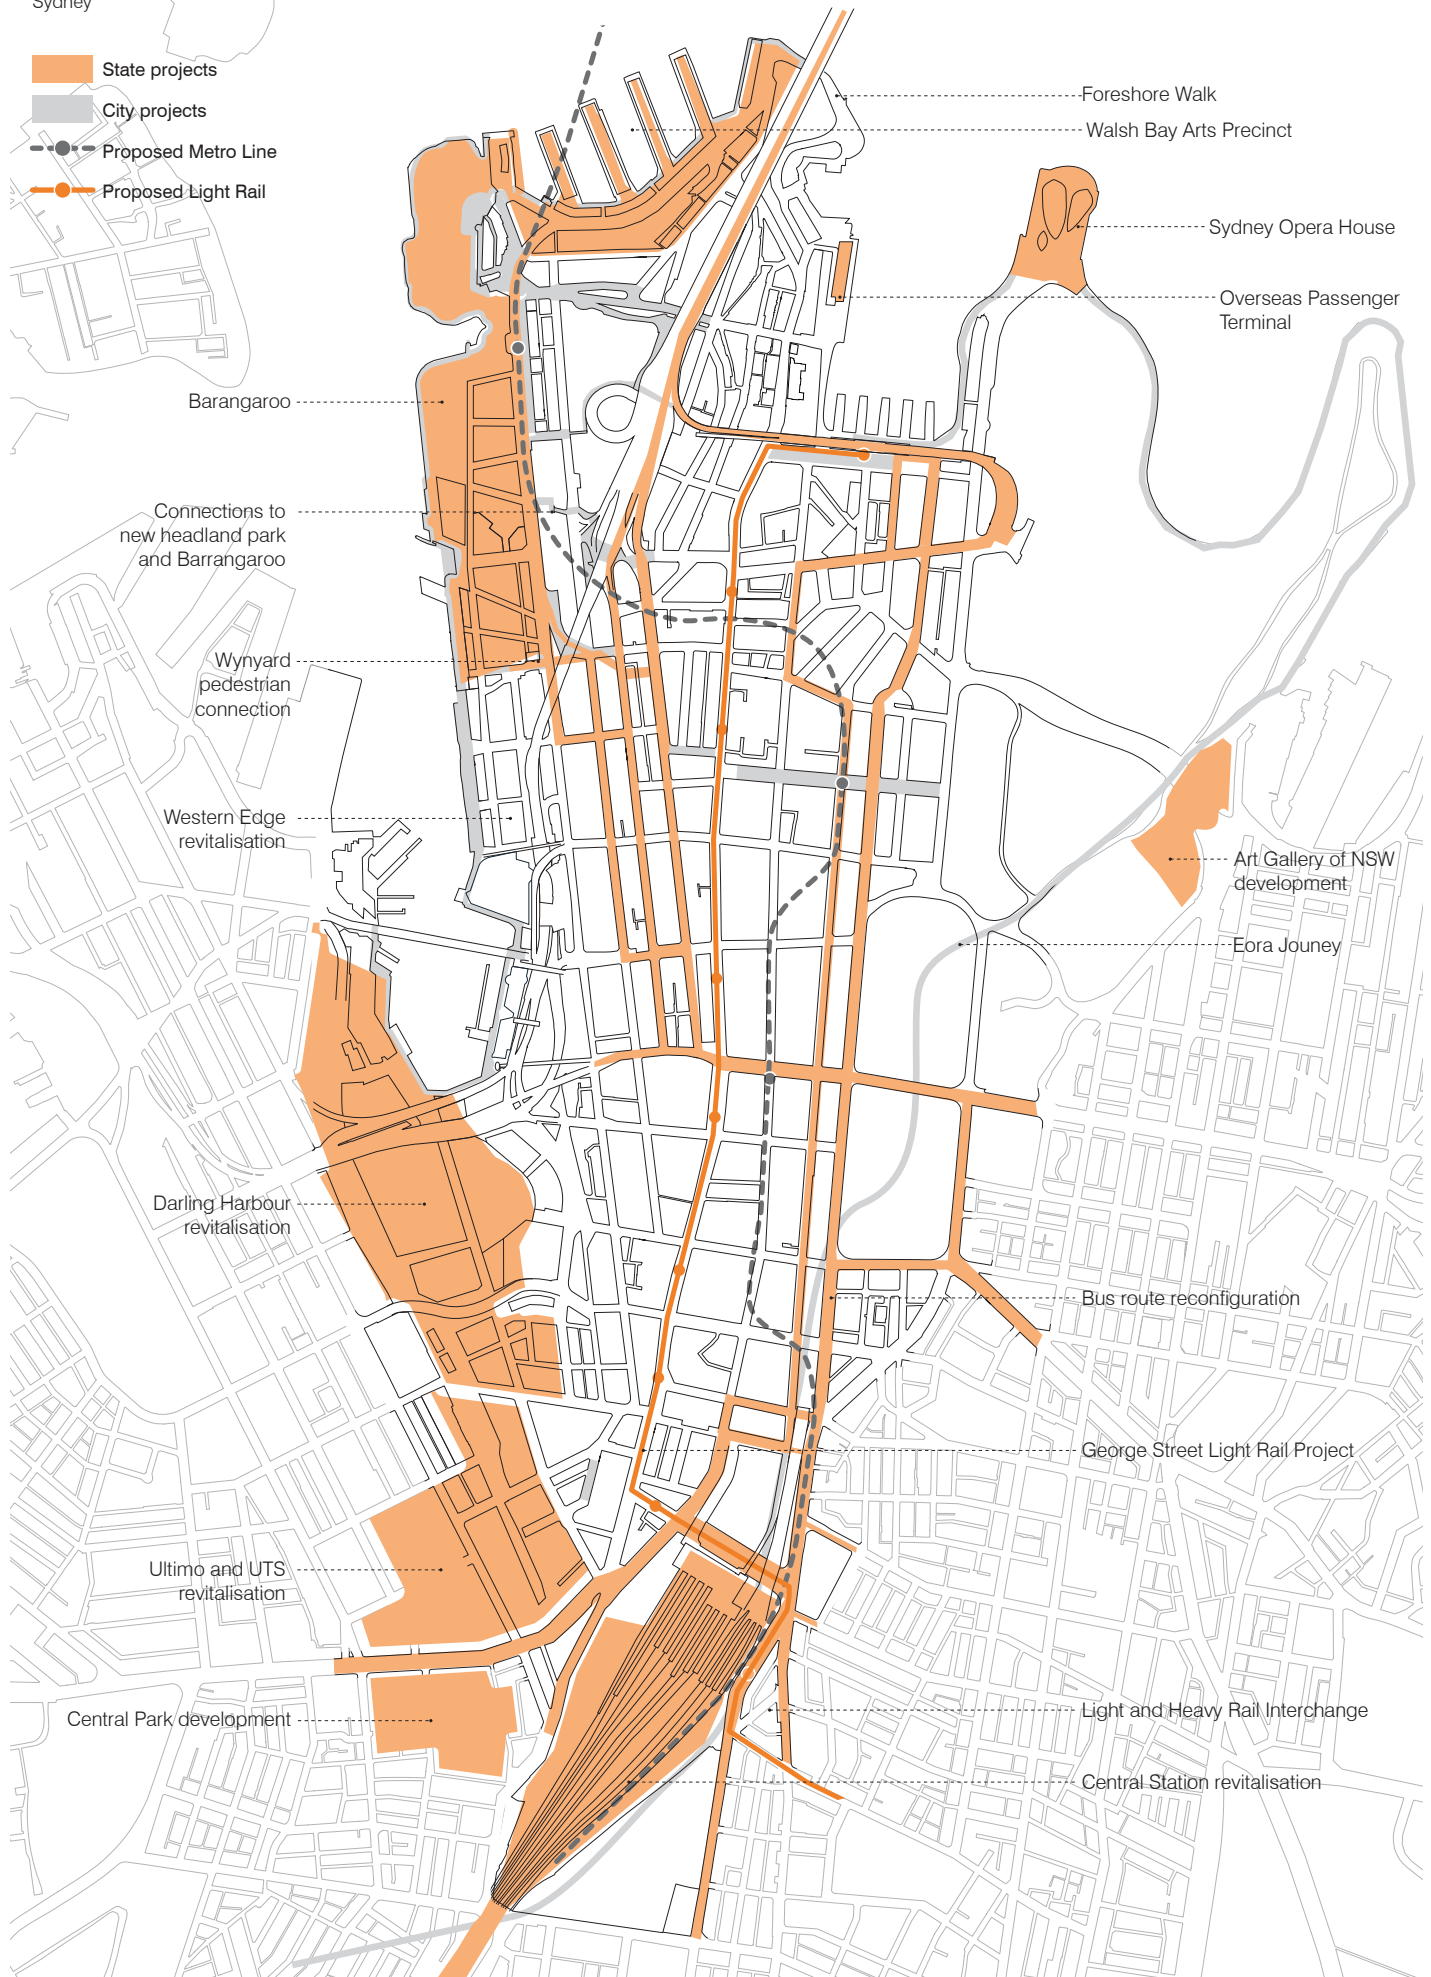 Sydney
State projects
City projects
Proposed Metro Line
Proposed Light Rail
Foreshore Walk
Walsh Bay Arts Precinct
Sydney Opera House
Overseas Passenger
Terminal
Barangaroo
Connections to
new headland park
and Barrangaroo
Wynyard
pedestrian
connection
Western Edge
revitalisation
Art Gallery of NSW
development
Eora Jouney
Darling Harbour
revitalisation
Bus route reconfiguration
George Street Light Rail Project
Ultimo and UTS
revitalisation
Central Park development
Light and Heavy Rail Interchange
Central Station revitalisation